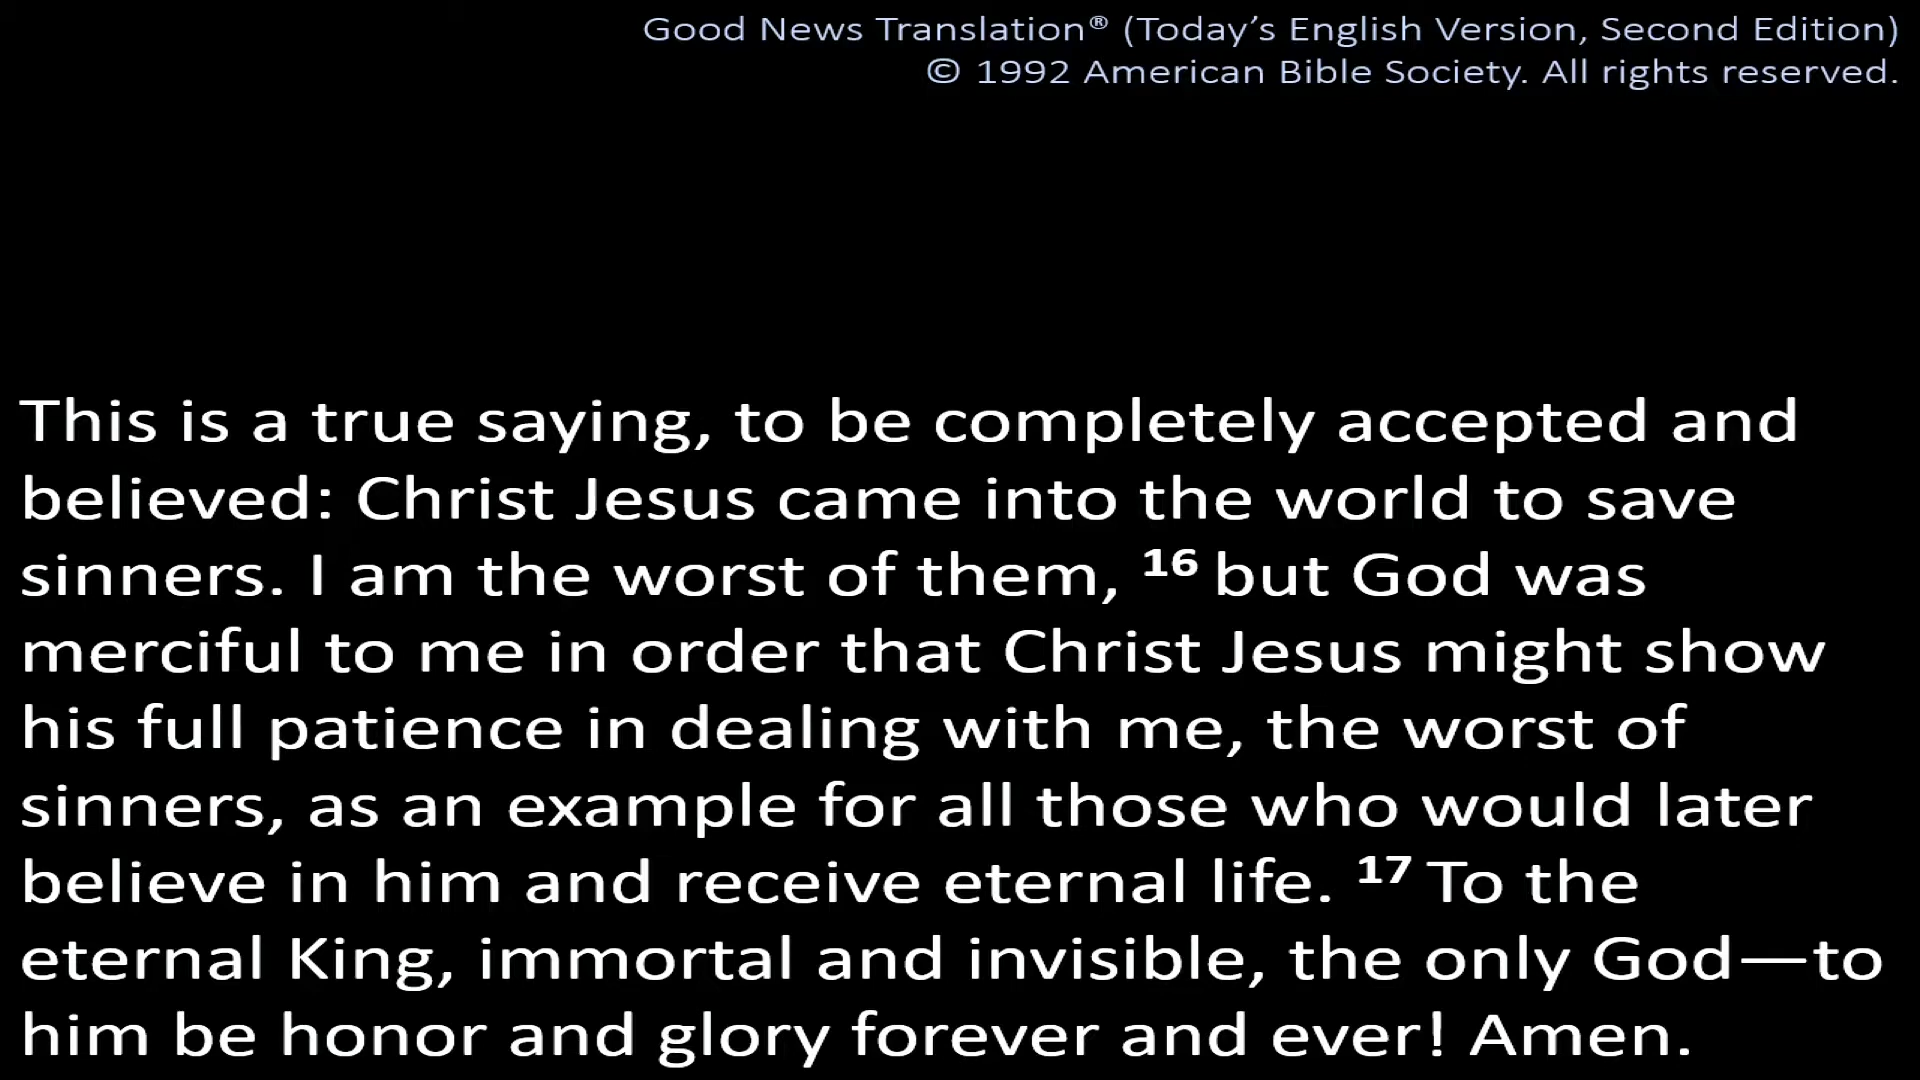 Good News Translation® (Today’s English Version, Second Edition)
© 1992 American Bible Society. All rights reserved.
This is a true saying, to be completely accepted and
believed: Christ Jesus came into the world to save
sinners. I am the worst of them, 16 but God was
merciful to me in order that Christ Jesus might show
his full patience in dealing with me, the worst of
sinners, as an example for all those who would later
believe in him and receive eternal life. 17 To the
eternal King, immortal and invisible, the only God—to
him be honor and glory forever and ever! Amen.